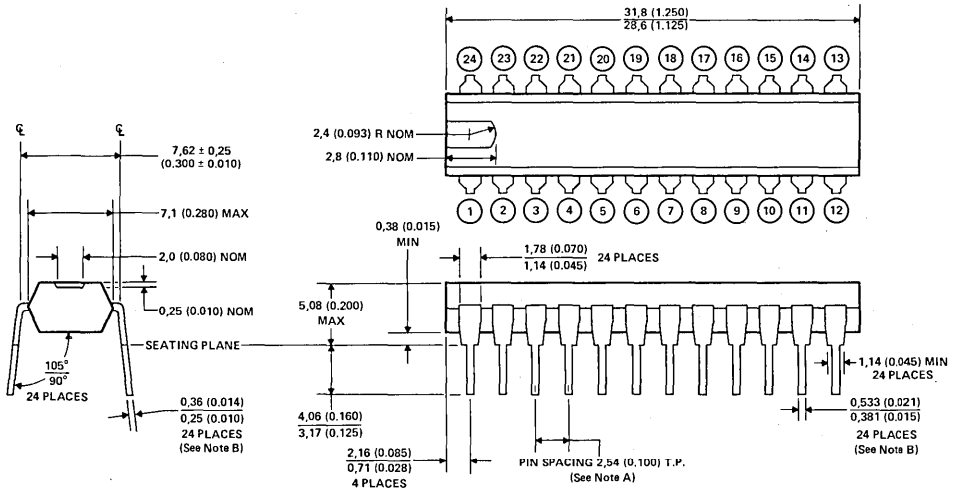 31,8 (1.250)
28,6 (1.125)
24 23 22 21 20 19 18 17 16 15 14 13
2,4 (0.093) R NOM
2,8 (0.110) NOM
1 2 3 4 5 6 7 8 9 10 11 12
℄ ℄
7,62 ± 0,25
(0.300 ± 0.010)
7,1 (0.280) MAX
2,0 (0.080) NOM
0,25 (0.010) NOM
105°
90°
24 PLACES
0,36 (0.014)
0,25 (0.010)
24 PLACES
(See Note B)
0,38 (0.015)
MIN
1,78 (0.070)
1,14 (0.045)
24 PLACES
5,08 (0.200)
MAX
SEATING PLANE
4,06 (0.160)
3,17 (0.125)
2,16 (0.085)
0,71 (0.028)
4 PLACES
PIN SPACING 2,54 (0.100) T.P.
(See Note A)
1,14 (0.045) MIN
24 PLACES
0,533 (0.021)
0,381 (0.015)
24 PLACES
(See Note B)